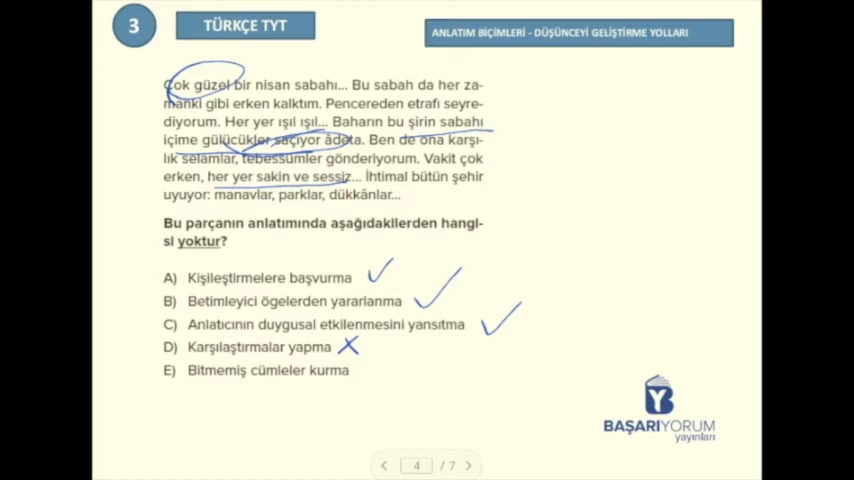 3
TÜRKÇE TYT
ANLATIM BİÇİMLERİ - DÜŞÜNCEYİ GELİŞTİRME YOLLARI
Çok güzel bir nisan sabahı... Bu sabah da her za-
manki gibi erken kalktım. Pencereden etrafı seyre-
diyorum. Her yer ışıl ışıl... Baharın bu şirin sabahı
içime gülücükler saçıyor âdeta. Ben de ona karşı-
lık selamlar, tebessümler gönderiyorum. Vakit çok
erken, her yer sakin ve sessiz... İhtimal bütün şehir
uyuyor: manavlar, parklar, dükkânlar...
Bu parçanın anlatımında aşağıdakilerden hangi-
si yoktur?
A) Kişileştirmelere başvurma
B) Betimleyici ögelerden yararlanma
C) Anlatıcının duygusal etkilenmesini yansıtma
D) Karşılaştırmalar yapma
E) Bitmemiş cümleler kurma
BAŞARIYORUM
yayınları
4 / 7